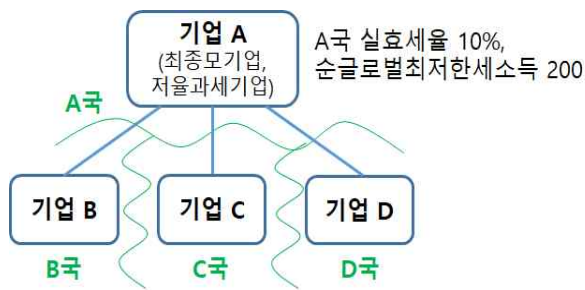 기업 A
(최종모기업,
저율과세기업)
A국 실효세율 10%,
순글로벌최저한세소득 200
A국
기업 B
기업 C
기업 D
B국
C국
D국